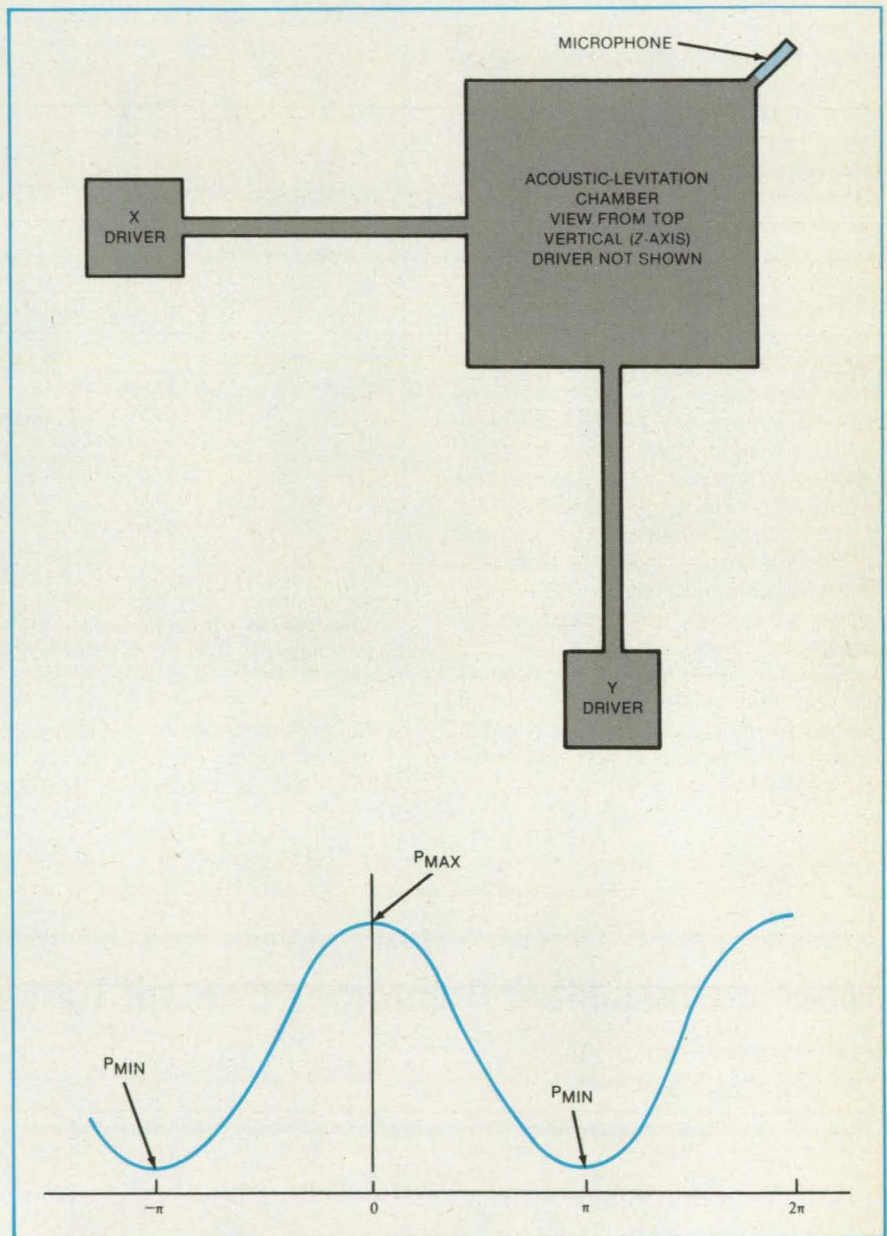 MICROPHONE
ACOUSTIC-LEVITATION
CHAMBER
VIEW FROM TOP
VERTICAL (Z-AXIS)
DRIVER NOT SHOWN
X
DRIVER
Y
DRIVER
PMAX
PMIN
PMIN
−π
0
π
2π